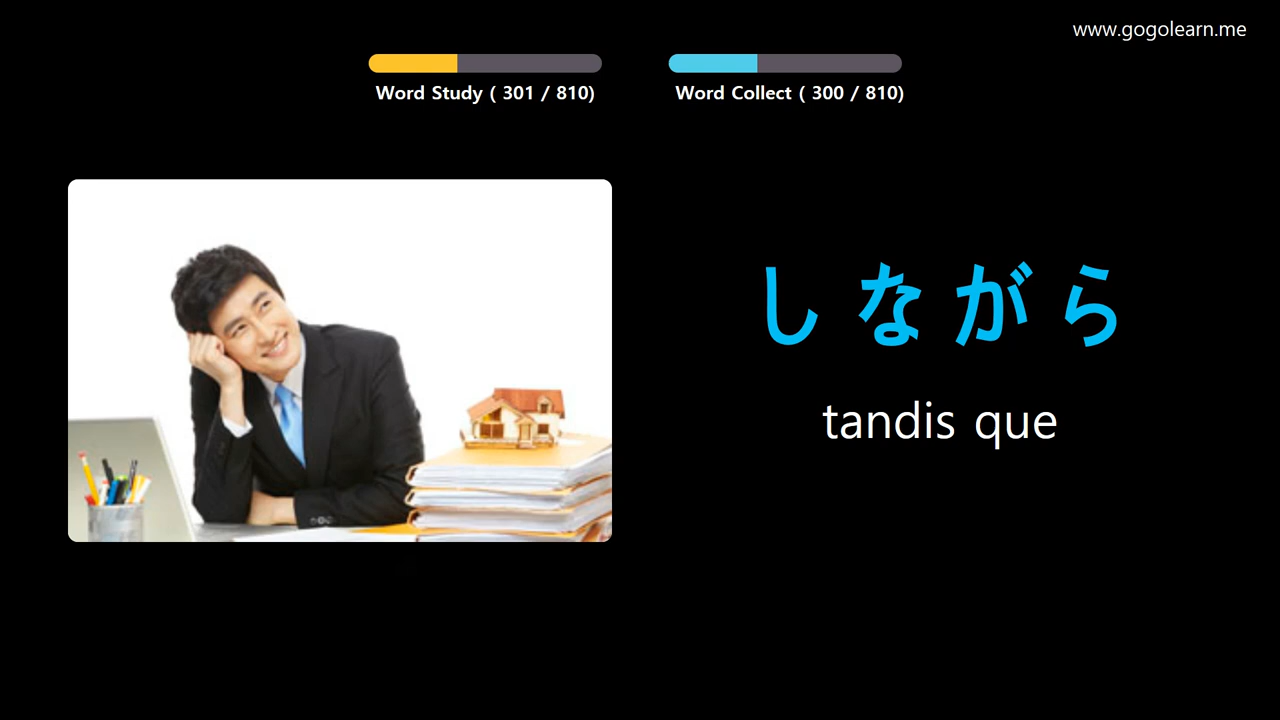 www.gogolearn.me
Word Study ( 301 / 810)
Word Collect ( 300 / 810)
しながら
tandis que